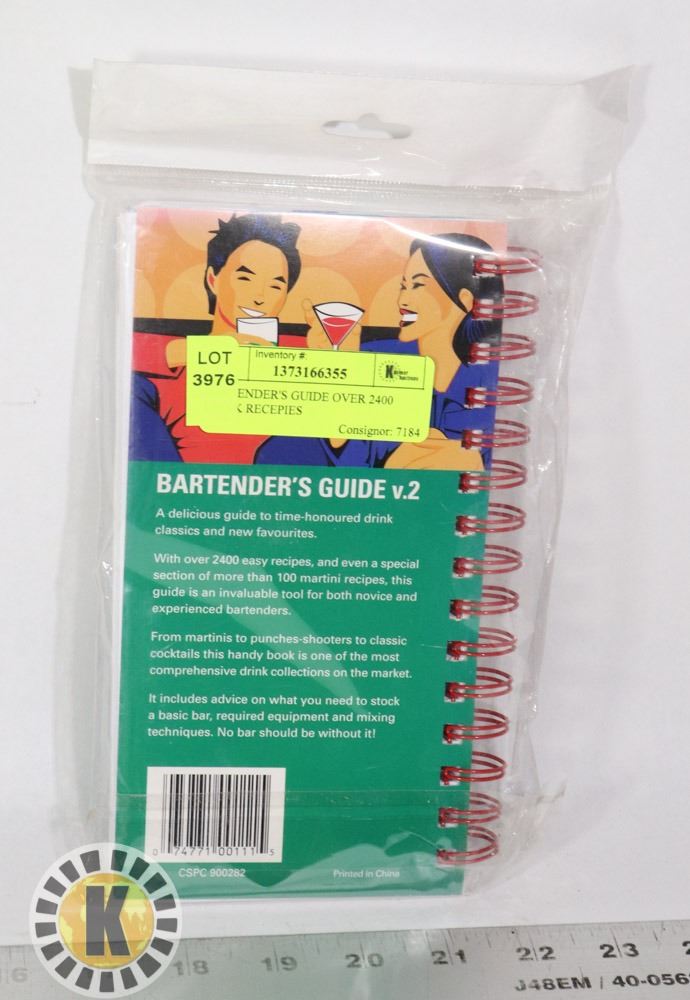 LOT
3976
Inventory #:
1373166355
K
ENDER'S GUIDE OVER 2400
K RECEPIES
Consignor: 7184
BARTENDER'S GUIDE v.2
A delicious guide to time-honoured drink
classics and new favourites.
With over 2400 easy recipes, and even a special
section of more than 100 martini recipes, this
guide is an invaluable tool for both novice and
experienced bartenders.
From martinis to punches-shooters to classic
cocktails this handy book is one of the most
comprehensive drink collections on the market.
It includes advice on what you need to stock
a basic bar, required equipment and mixing
techniques. No bar should be without it!
0 74771 00111 5
CSPC 900282
Printed in China
K
16 18 19 20 21 22 23 2
J48EM / 40-056